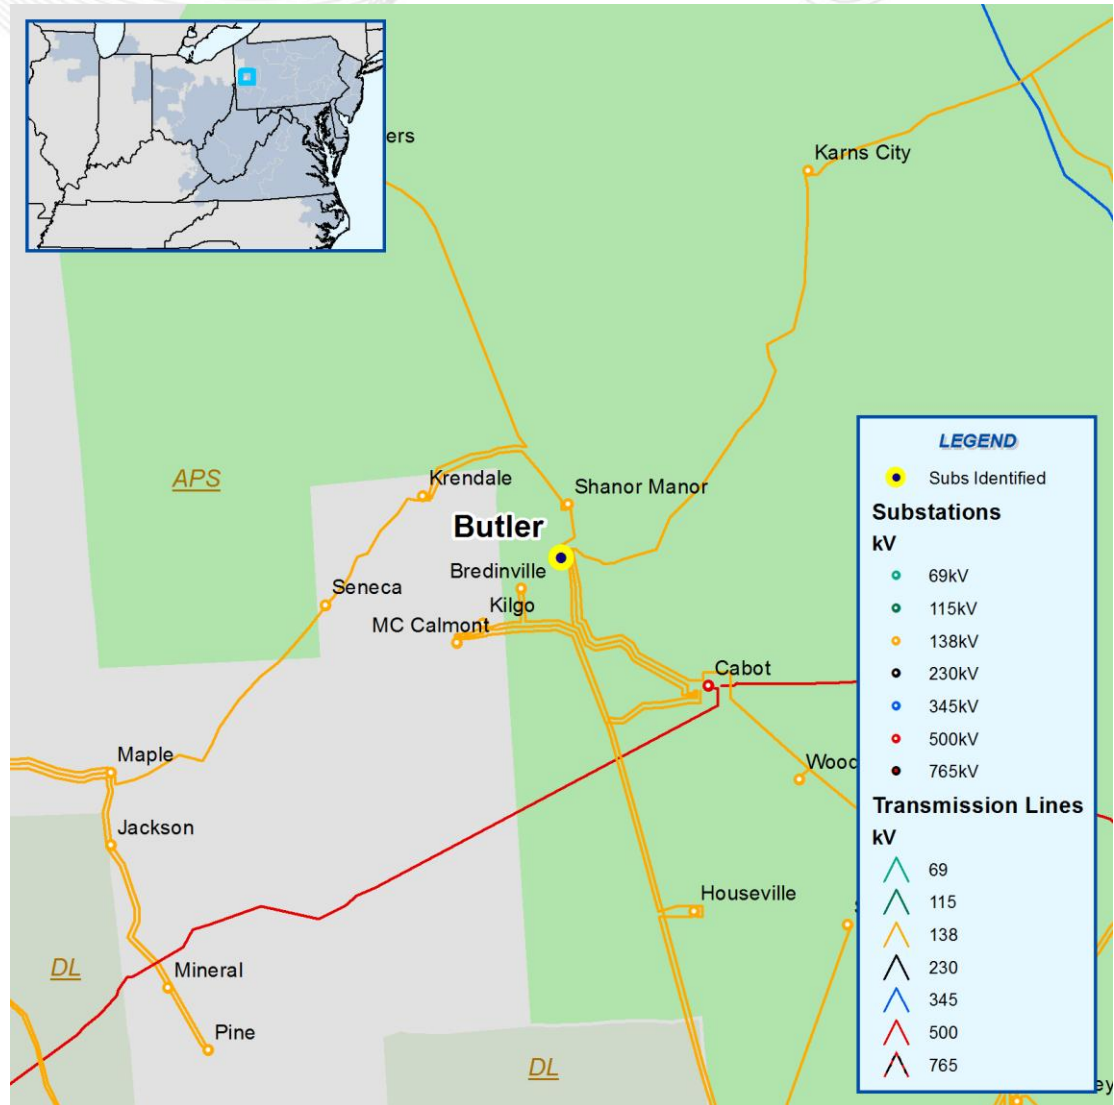 ers
Karns City
APS
Krendale
Shanor Manor
Butler
Bredinville
Seneca
Kilgo
MC Calmont
Cabot
Maple
Wood
Jackson
Houseville
DL
Mineral
Pine
DL
ey
LEGEND
Subs Identified
Substations
kV
69kV
115kV
138kV
230kV
345kV
500kV
765kV
Transmission Lines
kV
69
115
138
230
345
500
765